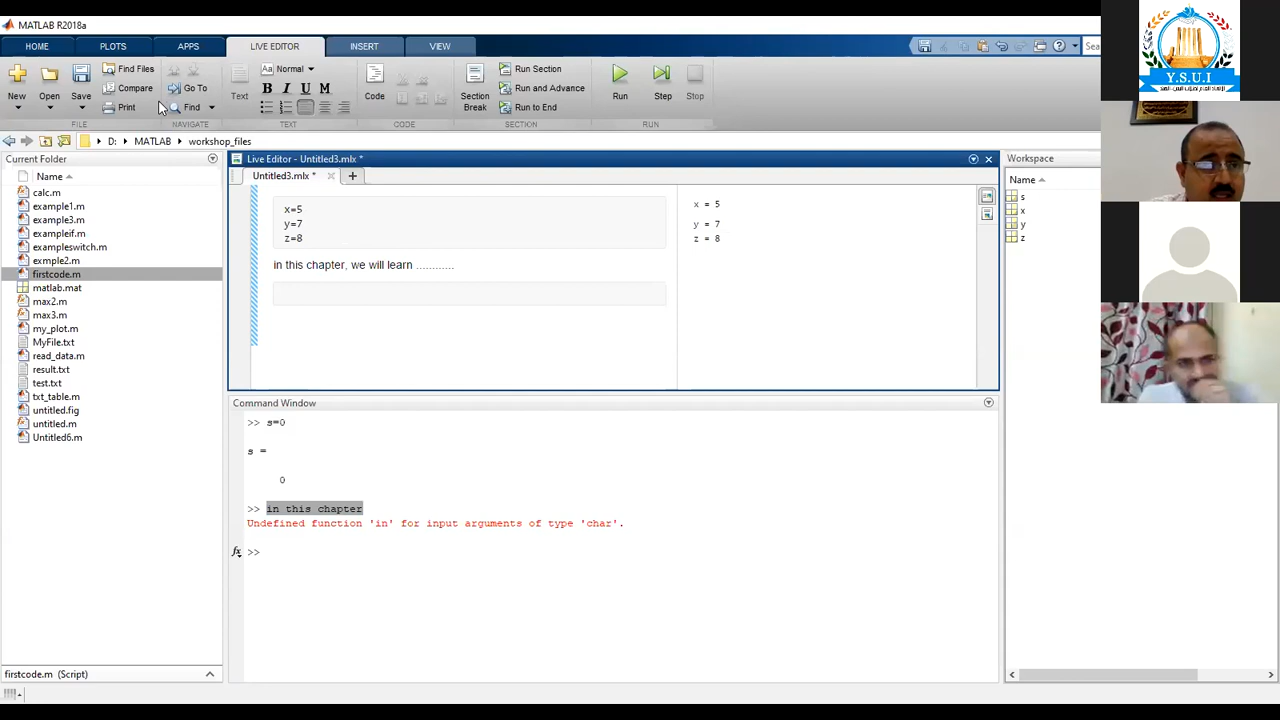 MATLAB R2018a
HOME PLOTS APPS LIVE EDITOR INSERT VIEW
Find Files
Compare
Print
New Open Save
Go To
Find
Text
Normal
B I U M
Code
Section Break
Run Section
Run and Advance
Run to End
Run Step Stop
FILE NAVIGATE TEXT CODE SECTION RUN
D: MATLAB workshop_files
Current Folder
Name
calc.m
example1.m
example3.m
exampleif.m
exampleswitch.m
exmple2.m
firstcode.m
matlab.mat
max2.m
max3.m
my_plot.m
MyFile.txt
read_data.m
result.txt
test.txt
txt_table.m
untitled.fig
untitled.m
Untitled6.m
firstcode.m (Script)
Live Editor - Untitled3.mlx *
Untitled3.mlx *
x=5
y=7
z=8
in this chapter, we will learn ............
x = 5
y = 7
z = 8
Command Window
>> s=0
s =
0
>> in this chapter
Undefined function 'in' for input arguments of type 'char'.
fx >>
Workspace
Name
s
x
y
z
Sea
Y.S.U.I